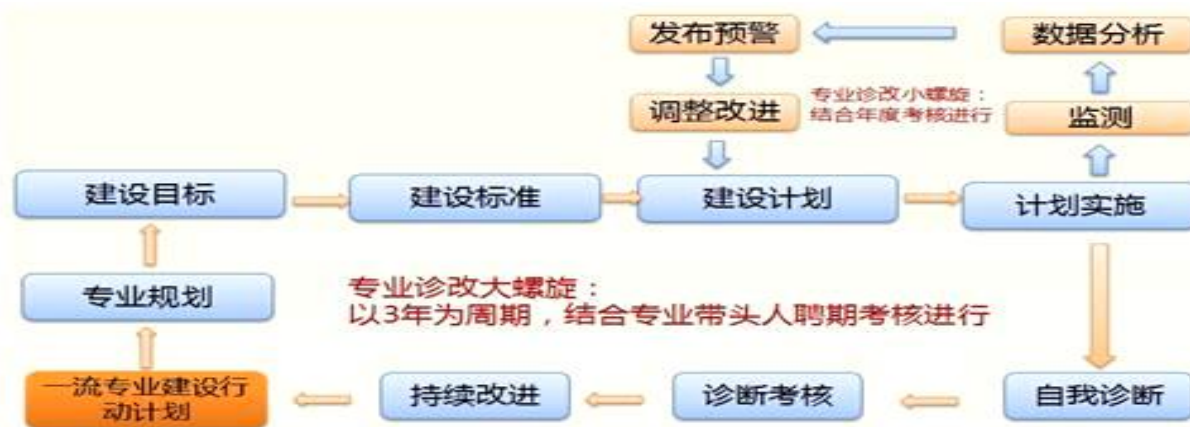 发布预警
数据分析
调整改进
专业诊改小螺旋：
结合年度考核进行
监测
建设目标
建设标准
建设计划
计划实施
专业规划
专业诊改大螺旋：
以3年为周期，结合专业带头人聘期考核进行
一流专业建设行
动计划
持续改进
诊断考核
自我诊断